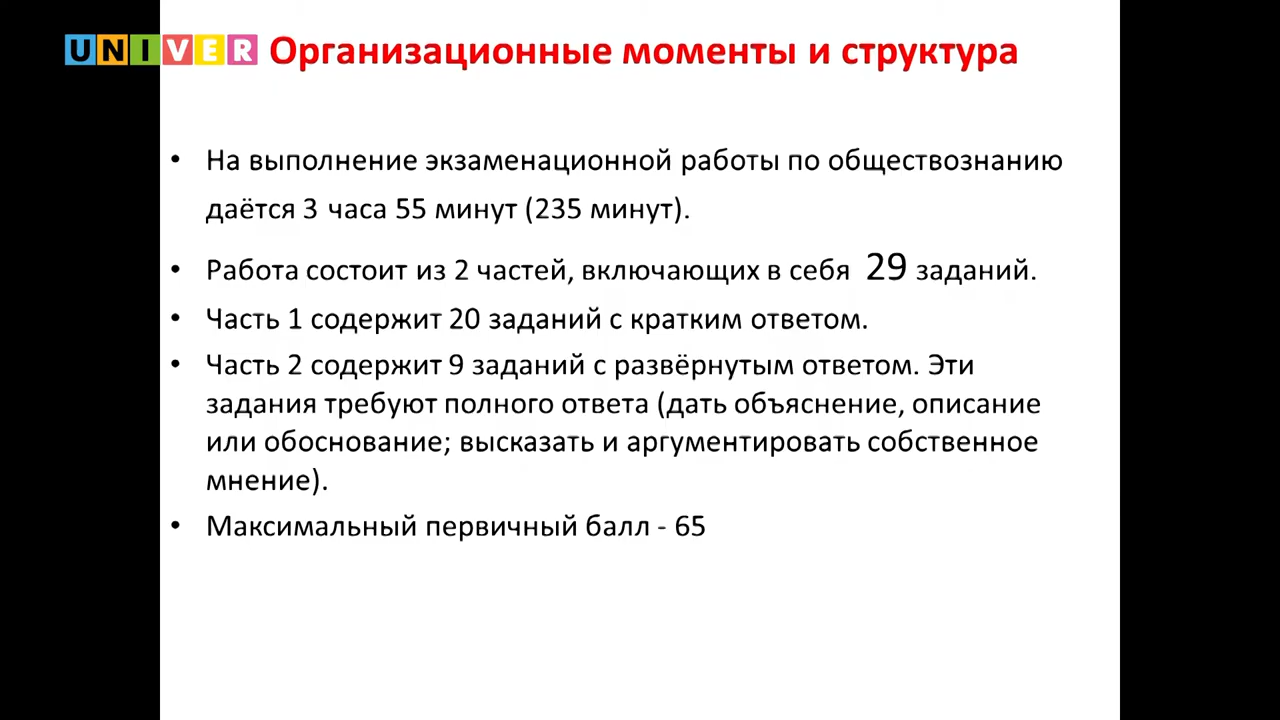 UNIVER Организационные моменты и структура
• На выполнение экзаменационной работы по обществознанию
даётся 3 часа 55 минут (235 минут).
• Работа состоит из 2 частей, включающих в себя 29 заданий.
• Часть 1 содержит 20 заданий с кратким ответом.
• Часть 2 содержит 9 заданий с развёрнутым ответом. Эти
задания требуют полного ответа (дать объяснение, описание
или обоснование; высказать и аргументировать собственное
мнение).
• Максимальный первичный балл - 65